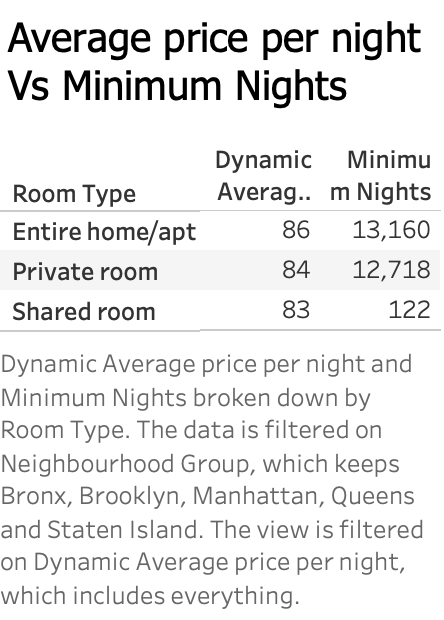 Average price per night
Vs Minimum Nights
Dynamic Minimu
Room Type Averag.. m Nights
Entire home/apt 86 13,160
Private room 84 12,718
Shared room 83 122
Dynamic Average price per night and
Minimum Nights broken down by
Room Type. The data is filtered on
Neighbourhood Group, which keeps
Bronx, Brooklyn, Manhattan, Queens
and Staten Island. The view is filtered
on Dynamic Average price per night,
which includes everything.